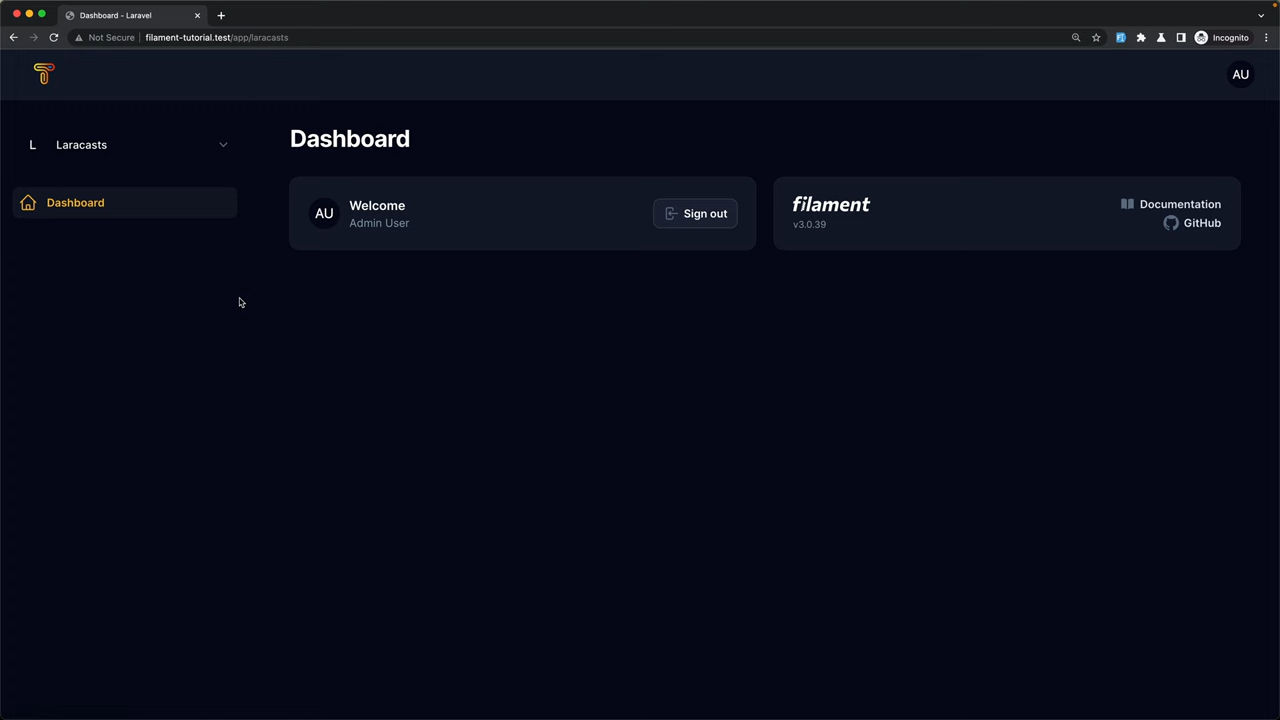 Dashboard - Laravel
Not Secure
filament-tutorial.test/app/laracasts
Incognito
AU
L
Laracasts
Dashboard
Dashboard
AU
Welcome
Admin User
Sign out
filament
v3.0.39
Documentation
GitHub